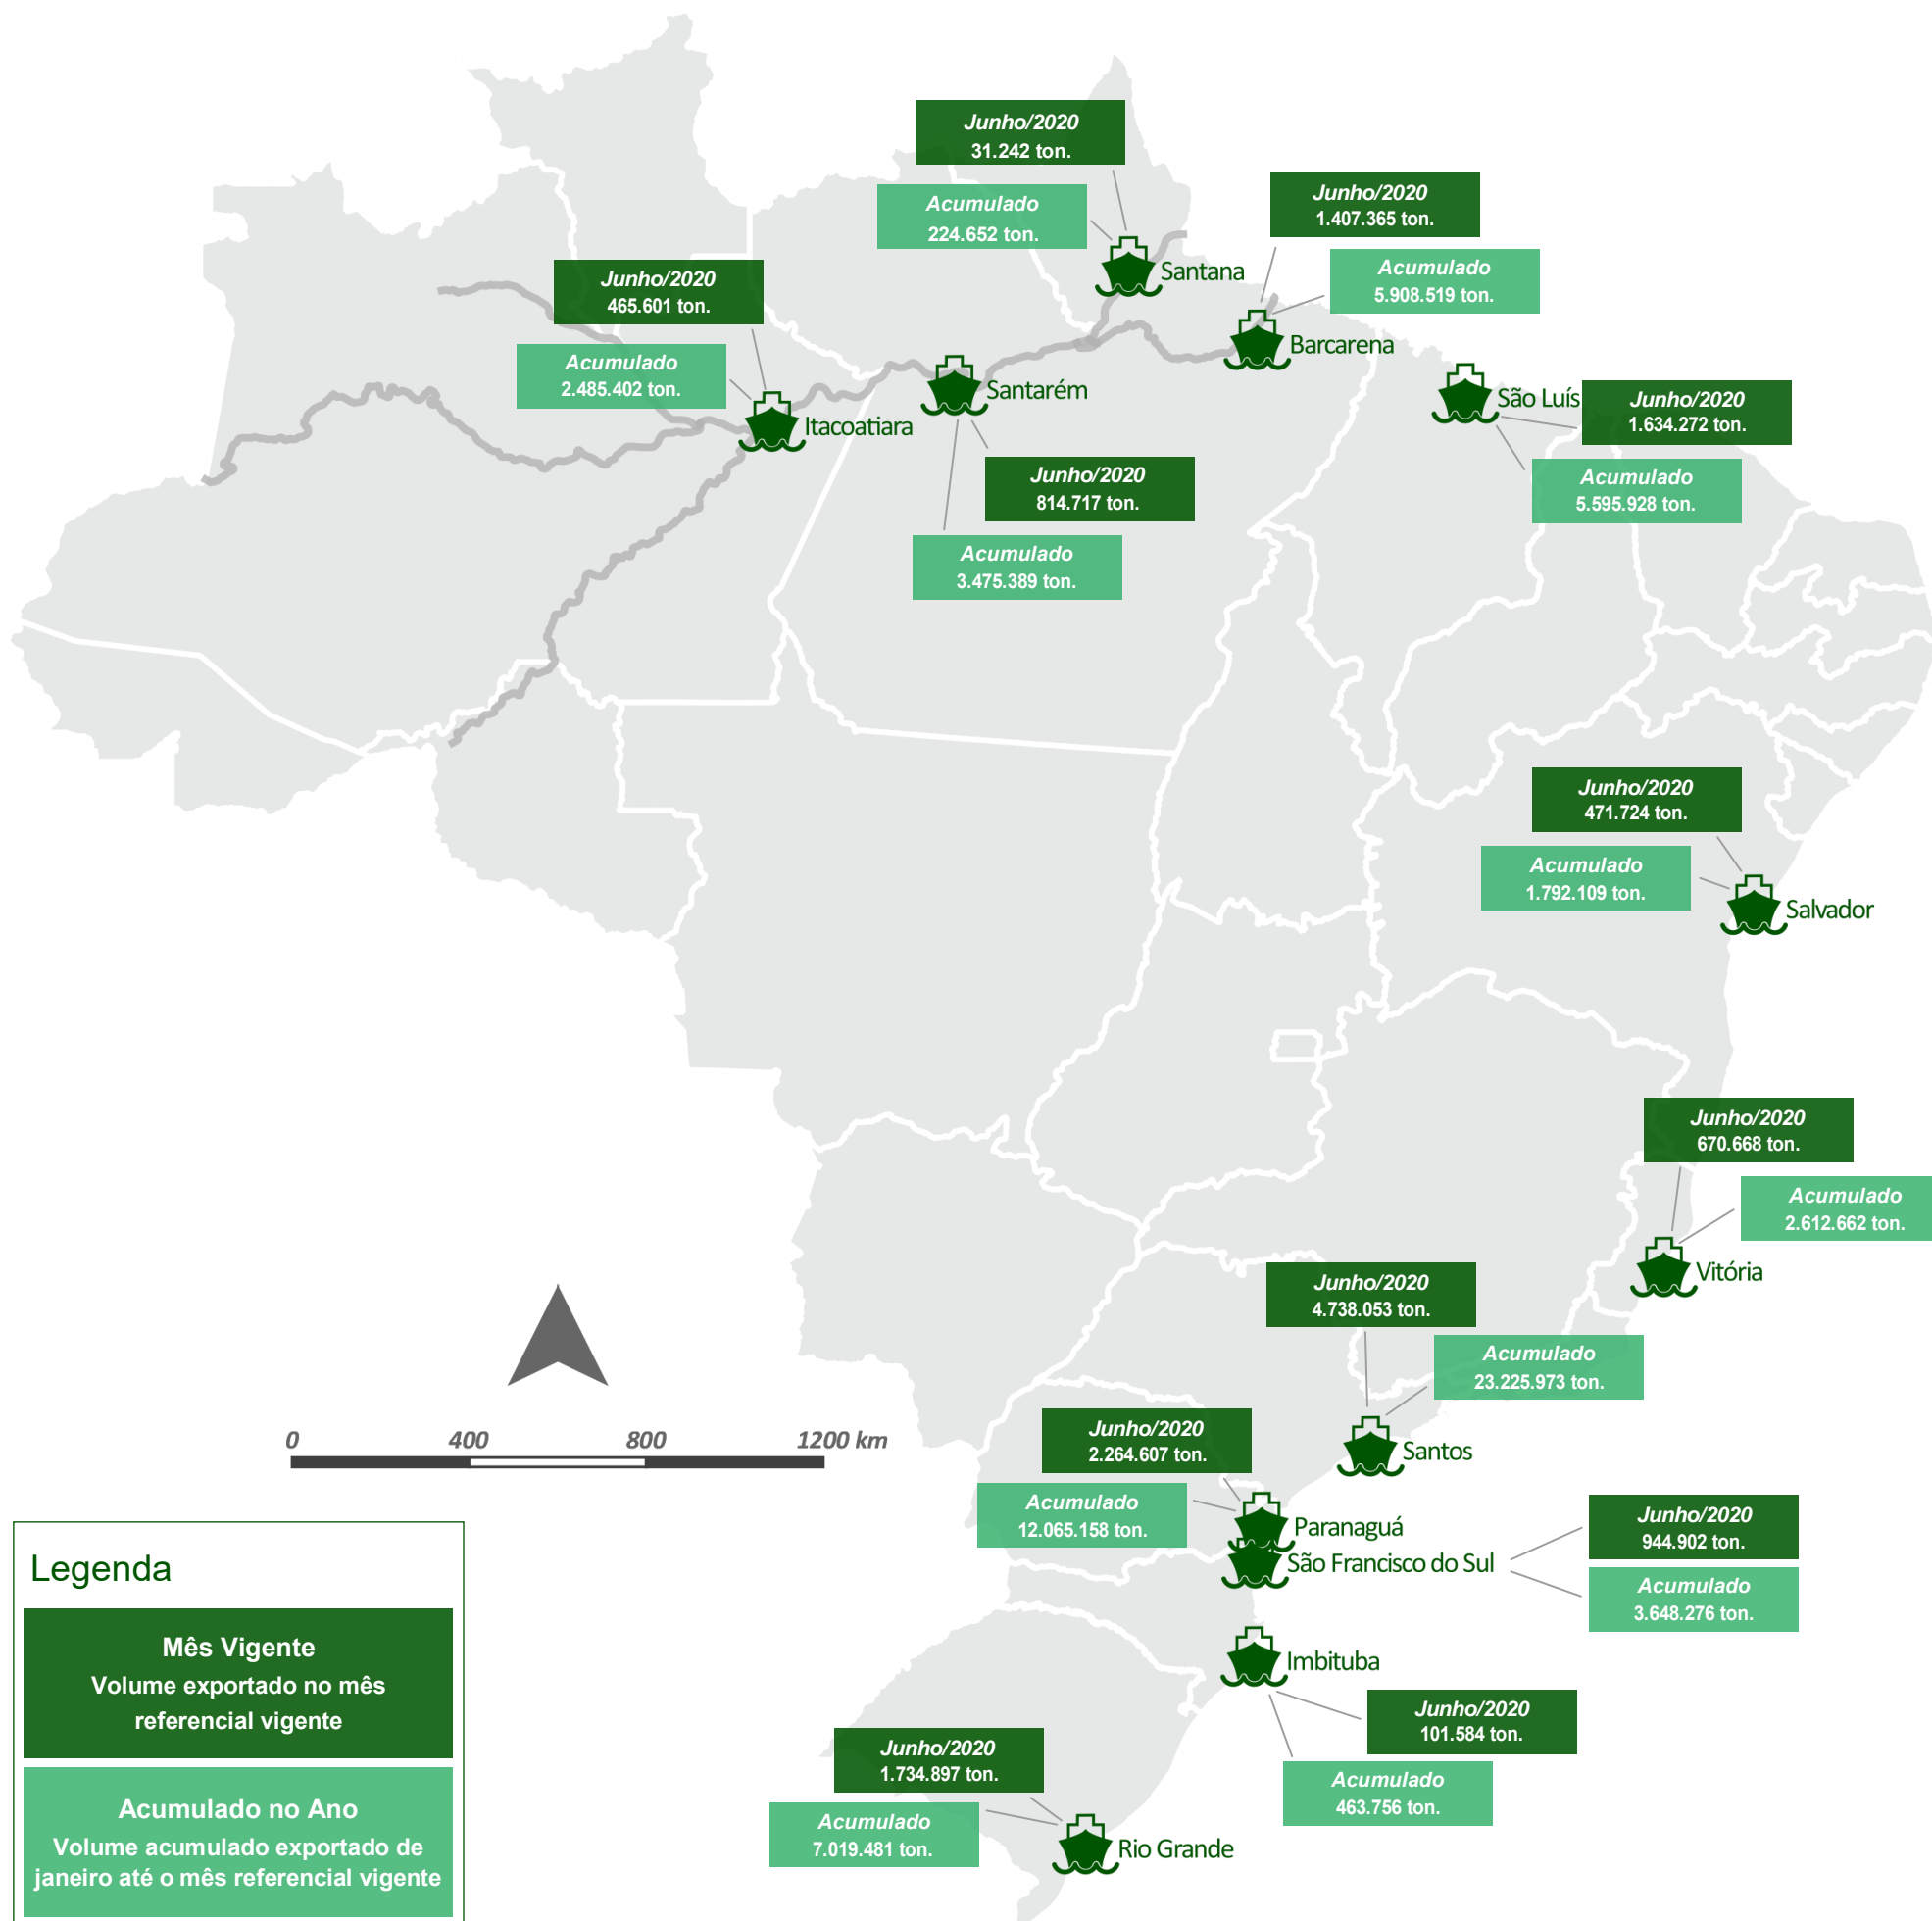 Junho/2020
31.242 ton.
Acumulado
224.652 ton.
Santana
Junho/2020
1.407.365 ton.
Acumulado
5.908.519 ton.
Barcarena
Junho/2020
465.601 ton.
Acumulado
2.485.402 ton.
Itacoatiara
Santarém
Junho/2020
814.717 ton.
Acumulado
3.475.389 ton.
São Luís
Junho/2020
1.634.272 ton.
Acumulado
5.595.928 ton.
Junho/2020
471.724 ton.
Acumulado
1.792.109 ton.
Salvador
Junho/2020
670.668 ton.
Acumulado
2.612.662 ton.
Vitória
Junho/2020
4.738.053 ton.
Acumulado
23.225.973 ton.
Santos
Junho/2020
2.264.607 ton.
Acumulado
12.065.158 ton.
Paranaguá
São Francisco do Sul
Junho/2020
944.902 ton.
Acumulado
3.648.276 ton.
Imbituba
Junho/2020
101.584 ton.
Acumulado
463.756 ton.
Junho/2020
1.734.897 ton.
Acumulado
7.019.481 ton.
Rio Grande
0 400 800 1200 km
Legenda
Mês Vigente
Volume exportado no mês
referencial vigente
Acumulado no Ano
Volume acumulado exportado de
janeiro até o mês referencial vigente